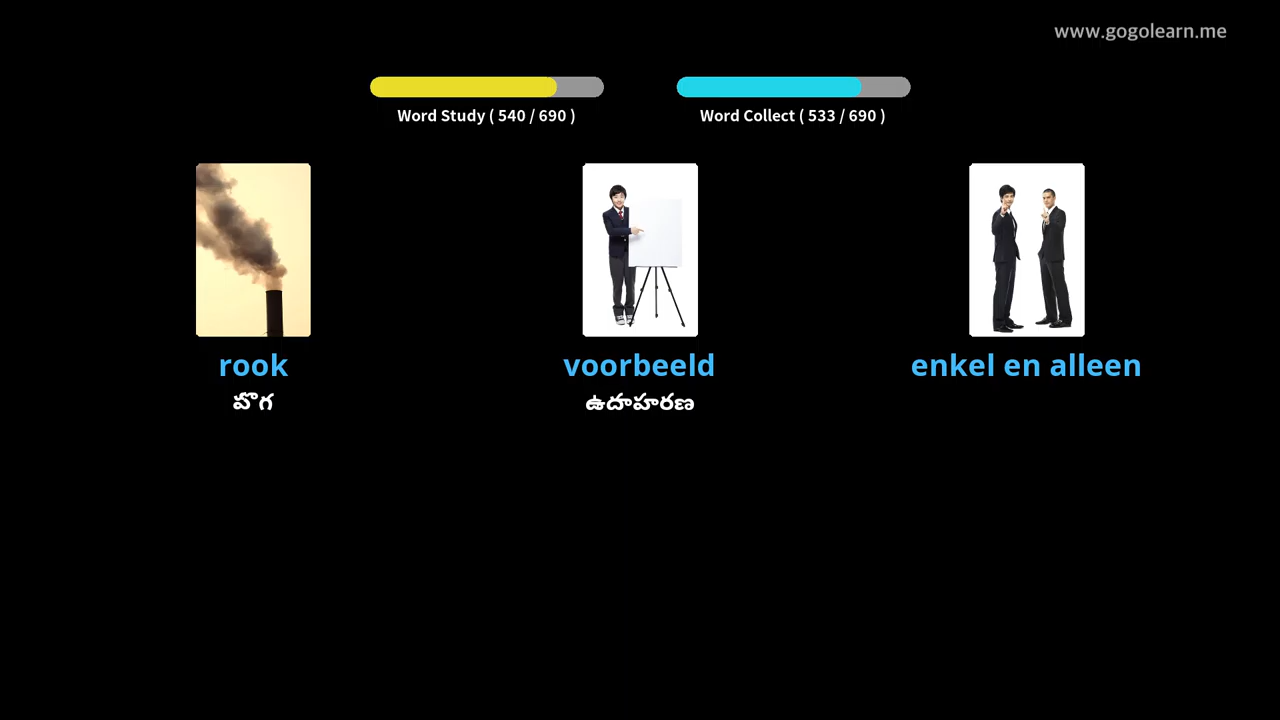 www.gogolearn.me
Word Study ( 540 / 690 )
Word Collect ( 533 / 690 )
rook
voorbeeld
enkel en alleen
పొగ
ఉదాహరణ